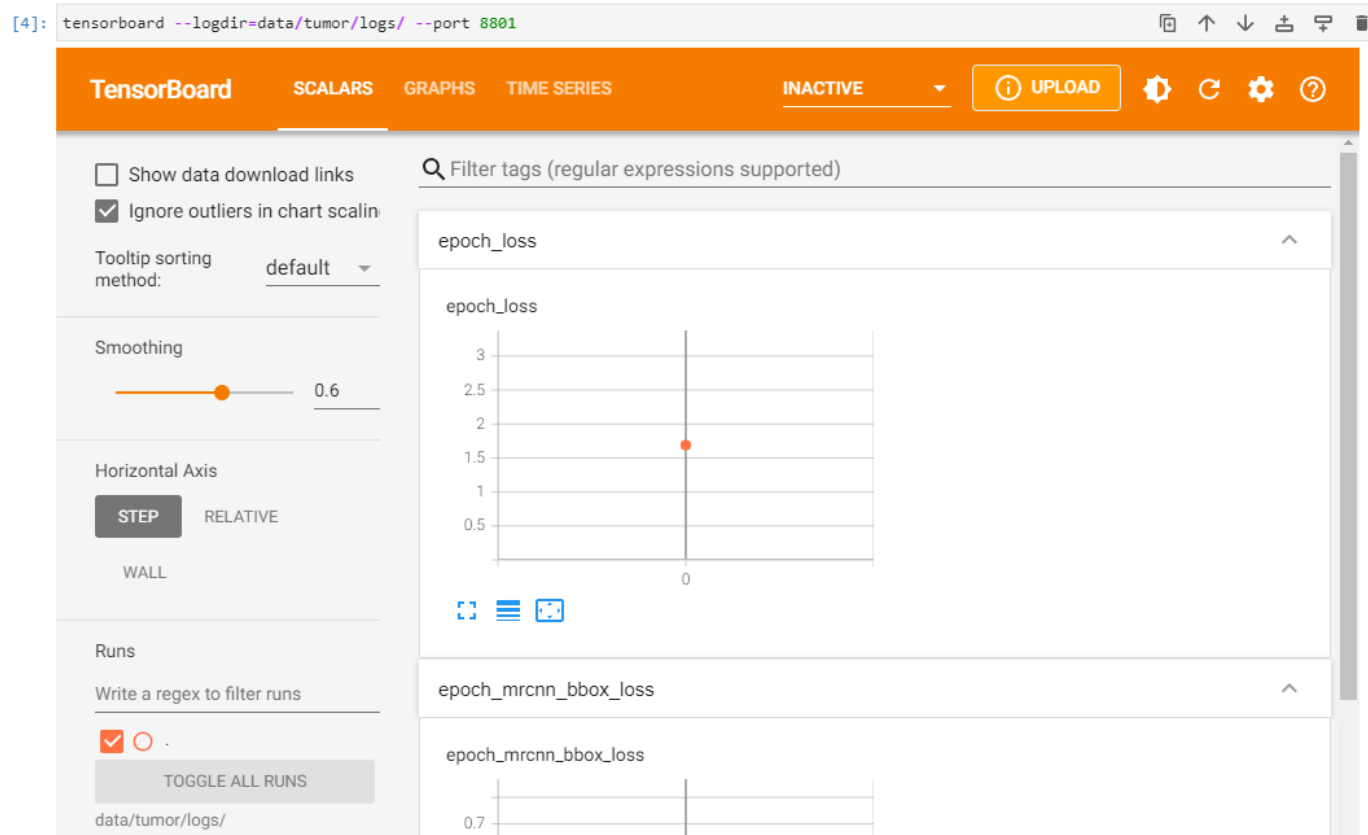 [4]: tensorboard --logdir=data/tumor/logs/ --port 8801
TensorBoard SCALARS GRAPHS TIME SERIES INACTIVE UPLOAD
Show data download links
Ignore outliers in chart scalin
Tooltip sorting
method:
default
Smoothing
0.6
Horizontal Axis
STEP RELATIVE
WALL
Runs
Write a regex to filter runs
.
TOGGLE ALL RUNS
data/tumor/logs/
Filter tags (regular expressions supported)
epoch_loss
epoch_loss
3
2.5
2
1.5
1
0.5
0
epoch_mrcnn_bbox_loss
epoch_mrcnn_bbox_loss
0.7